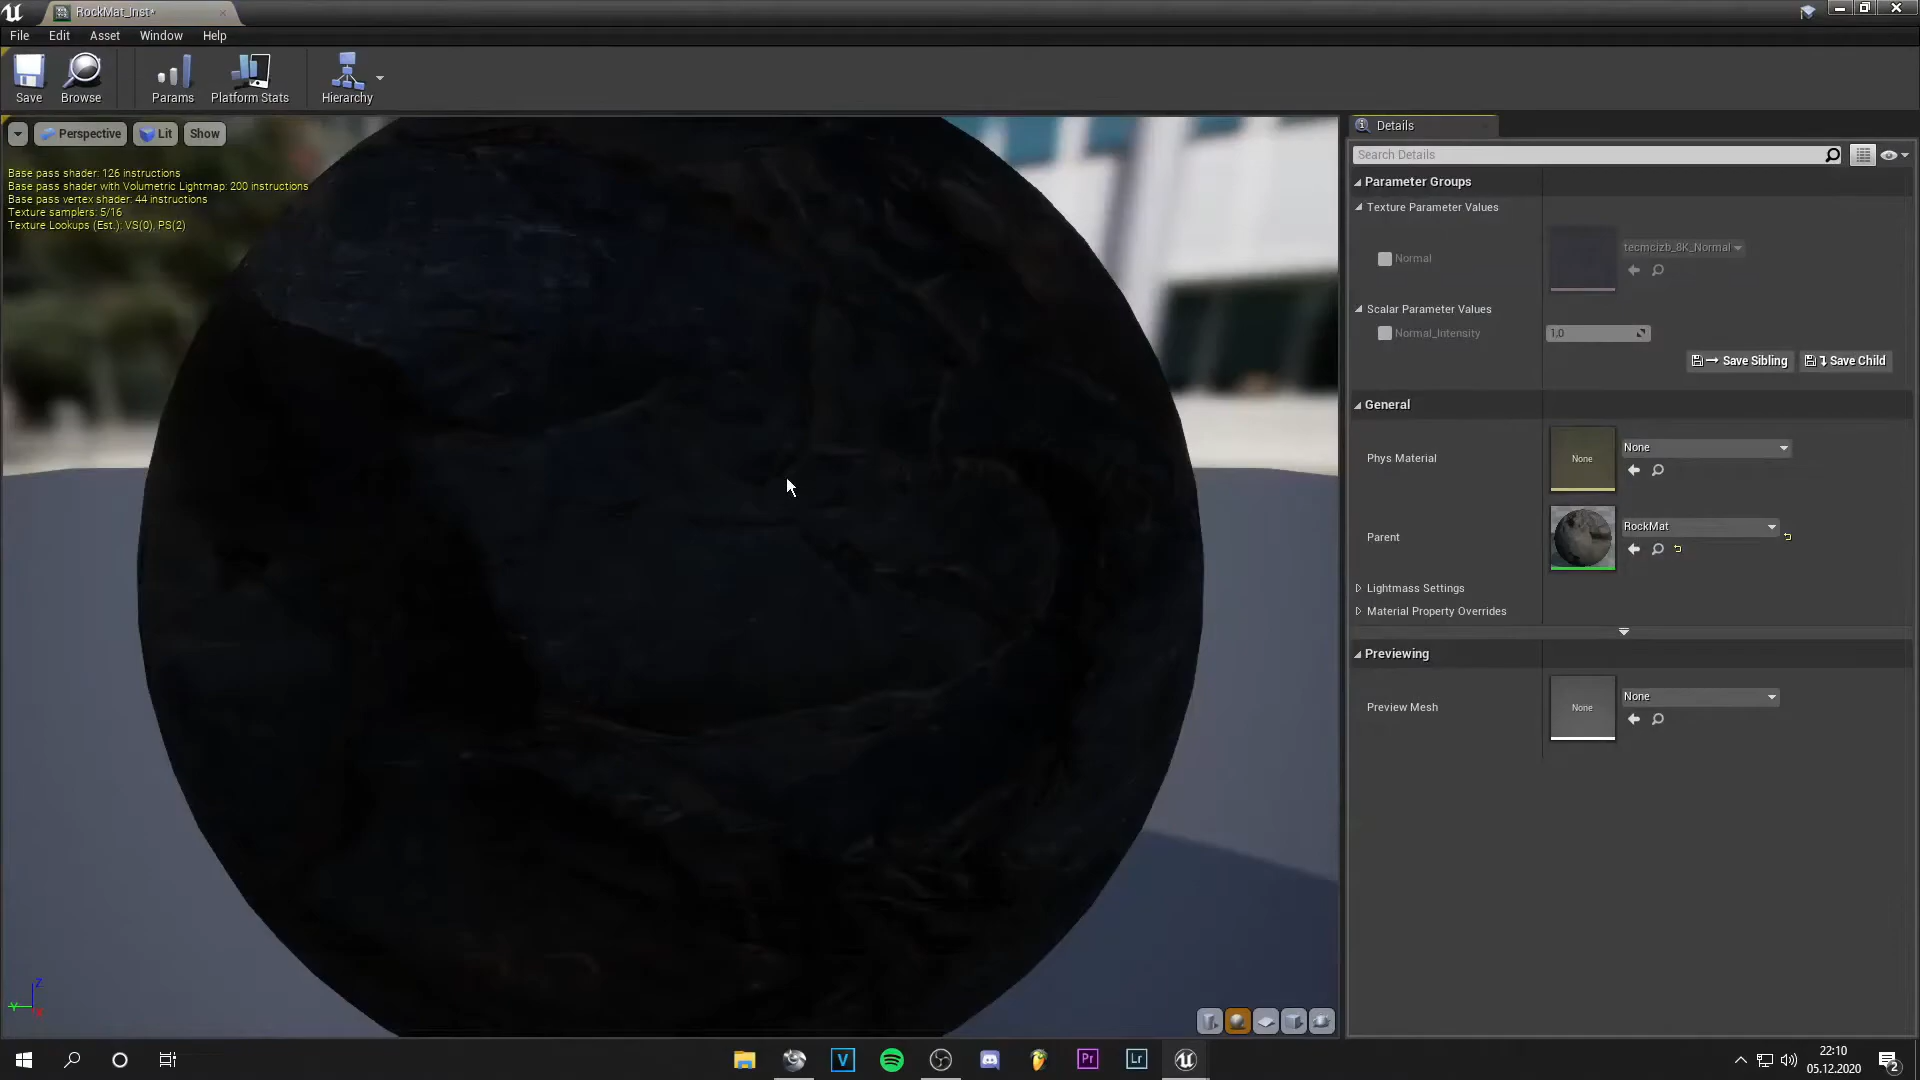 RockMat_Inst*
File Edit Asset Window Help
Save Browse Params Platform Stats Hierarchy
Perspective Lit Show
Base pass shader: 126 instructions
Base pass shader with Volumetric Lightmap: 200 instructions
Base pass vertex shader: 44 instructions
Texture samplers: 5/16
Texture Lookups (Est.): VS(0), PS(2)
Details
Search Details
Parameter Groups
Texture Parameter Values
Normal tecmcizb_8K_Normal
Scalar Parameter Values
Normal_Intensity 1,0
Save Sibling Save Child
General
Phys Material None None
Parent RockMat
Lightmass Settings
Material Property Overrides
Previewing
Preview Mesh None None
Z
Y
X
V
Pr
Lr
22:10
05.12.2020
2